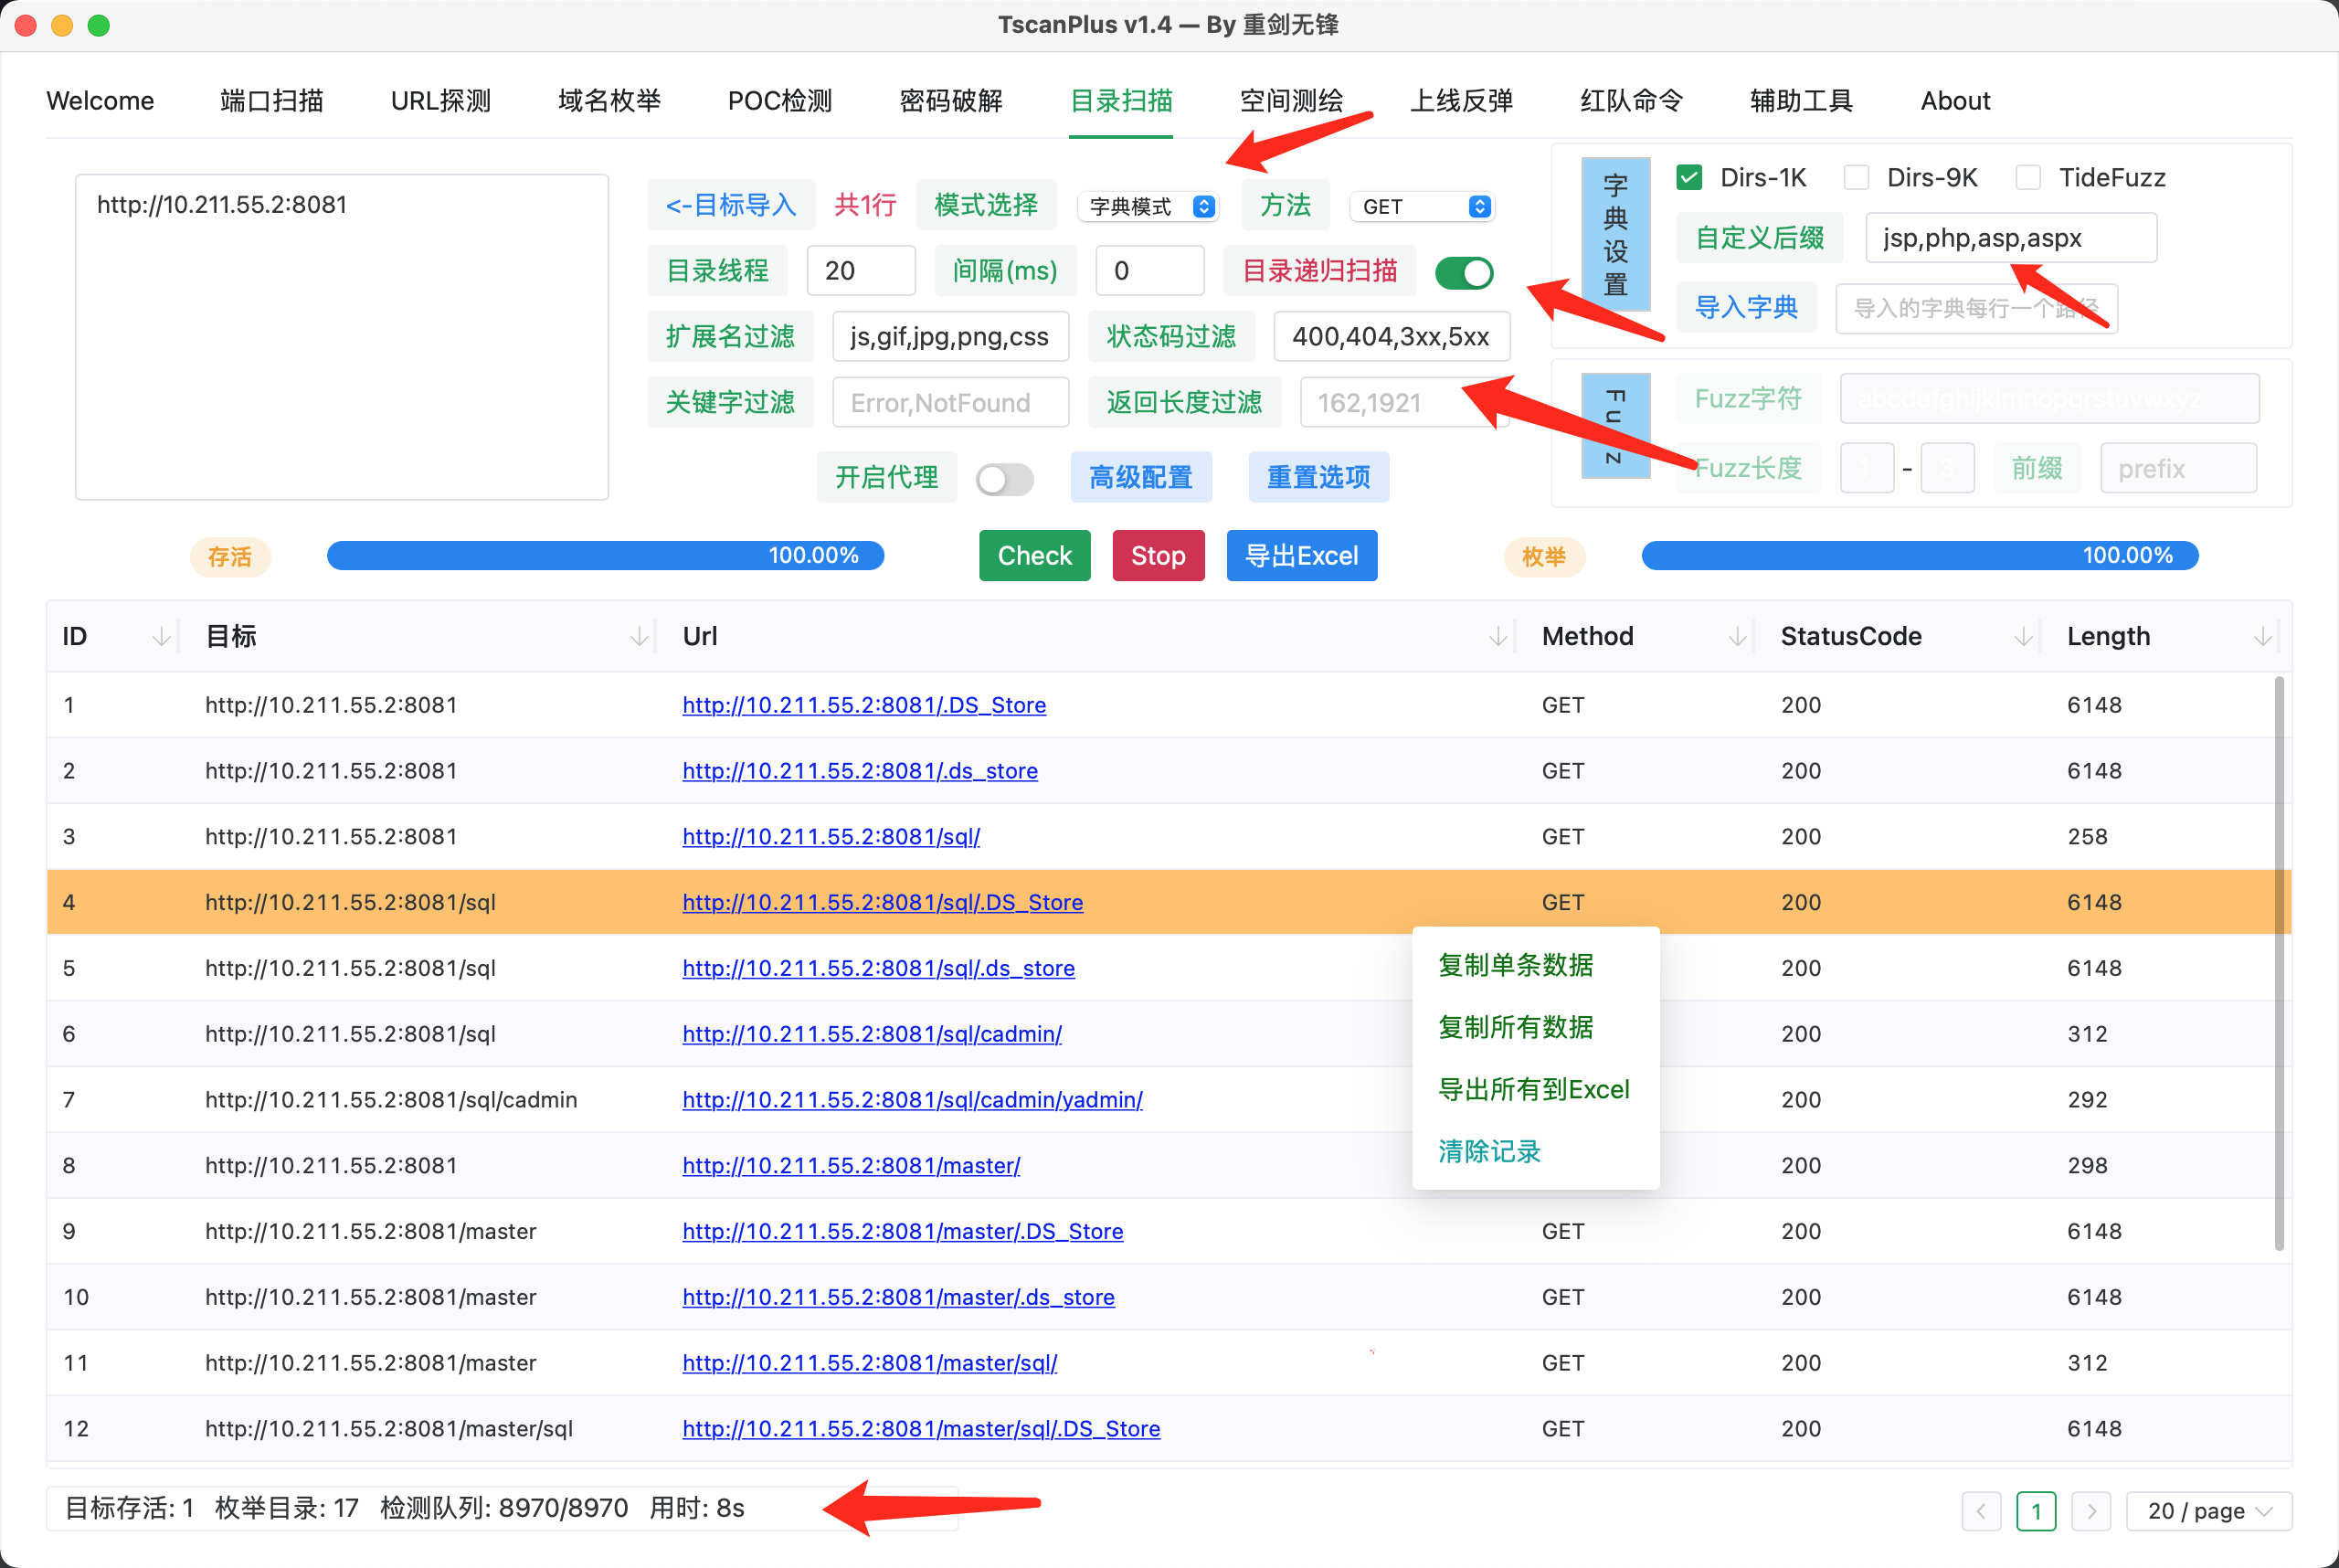 TscanPlus v1.4 — By 重剑无锋
Welcome 端口扫描 URL探测 域名枚举 POC检测 密码破解 目录扫描 空间测绘 上线反弹 红队命令 辅助工具 About
http://10.211.55.2:8081
<-目标导入 共1行 模式选择 字典模式 方法 GET
目录线程 20 间隔(ms) 0 目录递归扫描
扩展名过滤 js,gif,jpg,png,css 状态码过滤 400,404,3xx,5xx
关键字过滤 Error,NotFound 返回长度过滤 162,1921
开启代理 高级配置 重置选项
字典设置
Dirs-1K Dirs-9K TideFuzz
自定义后缀 jsp,php,asp,aspx
导入字典 导入的字典每行一个路径
Fuz
Fuzz字符 abcdefghijklmnopqrstuvwxyz
Fuzz长度 - 3 前缀 prefix
存活 100.00% Check Stop 导出Excel 枚举 100.00%
ID 目标 Url Method StatusCode Length
1 http://10.211.55.2:8081 http://10.211.55.2:8081/.DS_Store GET 200 6148
2 http://10.211.55.2:8081 http://10.211.55.2:8081/.ds_store GET 200 6148
3 http://10.211.55.2:8081 http://10.211.55.2:8081/sql/ GET 200 258
4 http://10.211.55.2:8081/sql http://10.211.55.2:8081/sql/.DS_Store GET 200 6148
5 http://10.211.55.2:8081/sql http://10.211.55.2:8081/sql/.ds_store 200 6148
6 http://10.211.55.2:8081/sql http://10.211.55.2:8081/sql/cadmin/ 200 312
7 http://10.211.55.2:8081/sql/cadmin http://10.211.55.2:8081/sql/cadmin/yadmin/ 200 292
8 http://10.211.55.2:8081 http://10.211.55.2:8081/master/ 200 298
9 http://10.211.55.2:8081/master http://10.211.55.2:8081/master/.DS_Store GET 200 6148
10 http://10.211.55.2:8081/master http://10.211.55.2:8081/master/.ds_store GET 200 6148
11 http://10.211.55.2:8081/master http://10.211.55.2:8081/master/sql/ GET 200 312
12 http://10.211.55.2:8081/master/sql http://10.211.55.2:8081/master/sql/.DS_Store GET 200 6148
复制单条数据
复制所有数据
导出所有到Excel
清除记录
目标存活: 1 枚举目录: 17 检测队列: 8970/8970 用时: 8s
1 20 / page